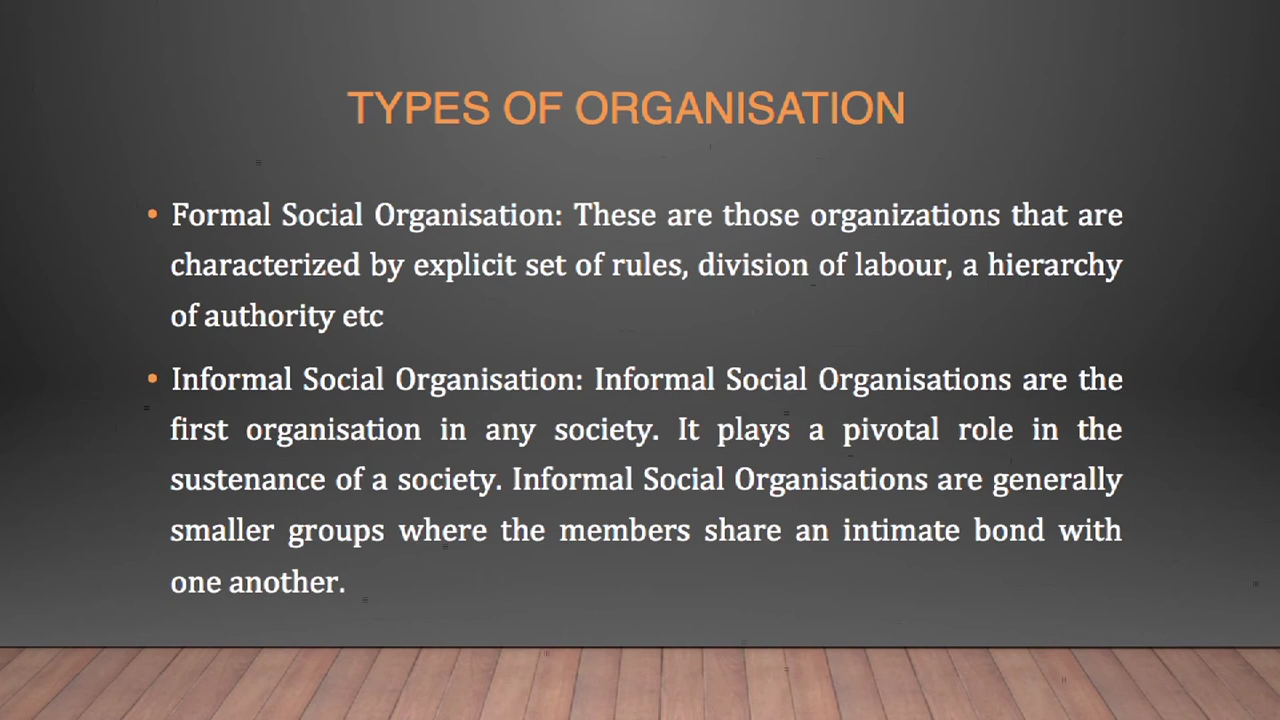 TYPES OF ORGANISATION
• Formal Social Organisation: These are those organizations that are
characterized by explicit set of rules, division of labour, a hierarchy
of authority etc
• Informal Social Organisation: Informal Social Organisations are the
first organisation in any society. It plays a pivotal role in the
sustenance of a society. Informal Social Organisations are generally
smaller groups where the members share an intimate bond with
one another.